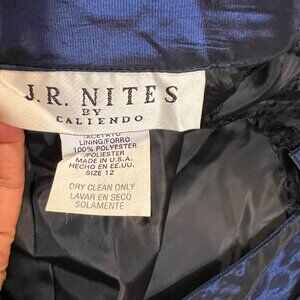 J.R. NITES
BY
CALIENDO
/ACETATO
LINING/FORRO
100% POLYESTER
/POLIESTER
MADE IN U.S.A.
HECHO EN EE.UU.
SIZE 12
DRY CLEAN ONLY
LAVAR EN SECO
SOLAMENTE